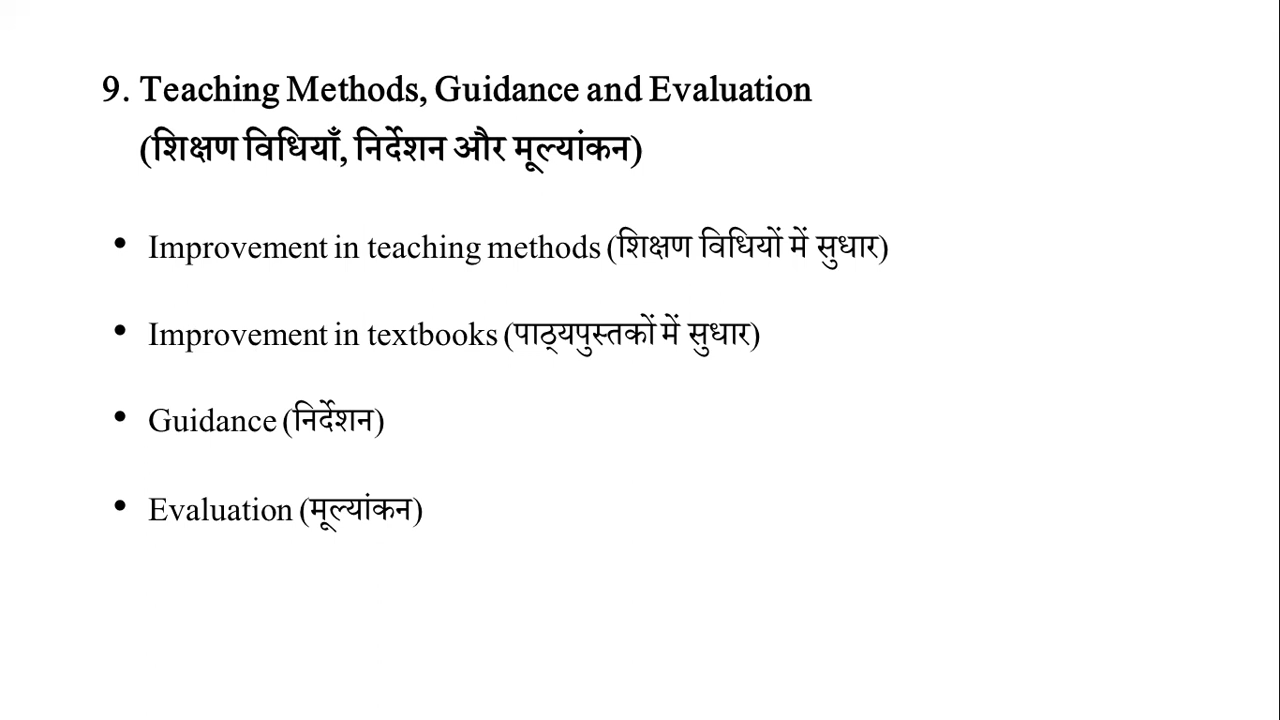 9. Teaching Methods, Guidance and Evaluation
(शिक्षण विधियाँ, निर्देशन और मूल्यांकन)
• Improvement in teaching methods (शिक्षण विधियों में सुधार)
• Improvement in textbooks (पाठ्यपुस्तकों में सुधार)
• Guidance (निर्देशन)
• Evaluation (मूल्यांकन)